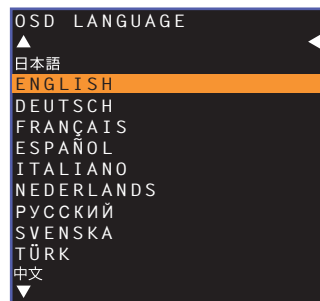 OSD LANGUAGE
日本語
ENGLISH
DEUTSCH
FRANÇAIS
ESPAÑOL
ITALIANO
NEDERLANDS
РУССКИЙ
SVENSKA
TÜRK
中文